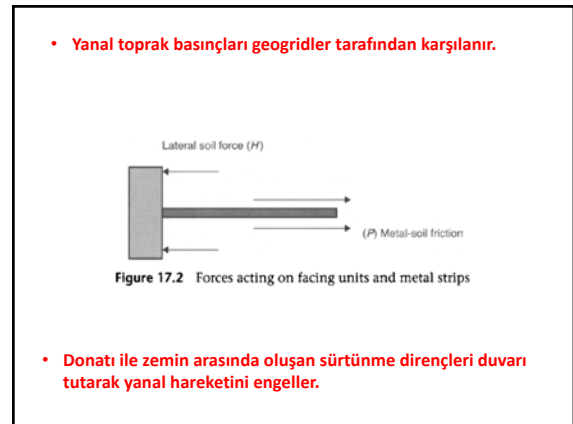 • Yanal toprak basınçları geogridler tarafından karşılanır.
Lateral soil force (H)
(P) Metal-soil friction
Figure 17.2 Forces acting on facing units and metal strips
• Donatı ile zemin arasında oluşan sürtünme dirençleri duvarı
tutarak yanal hareketini engeller.